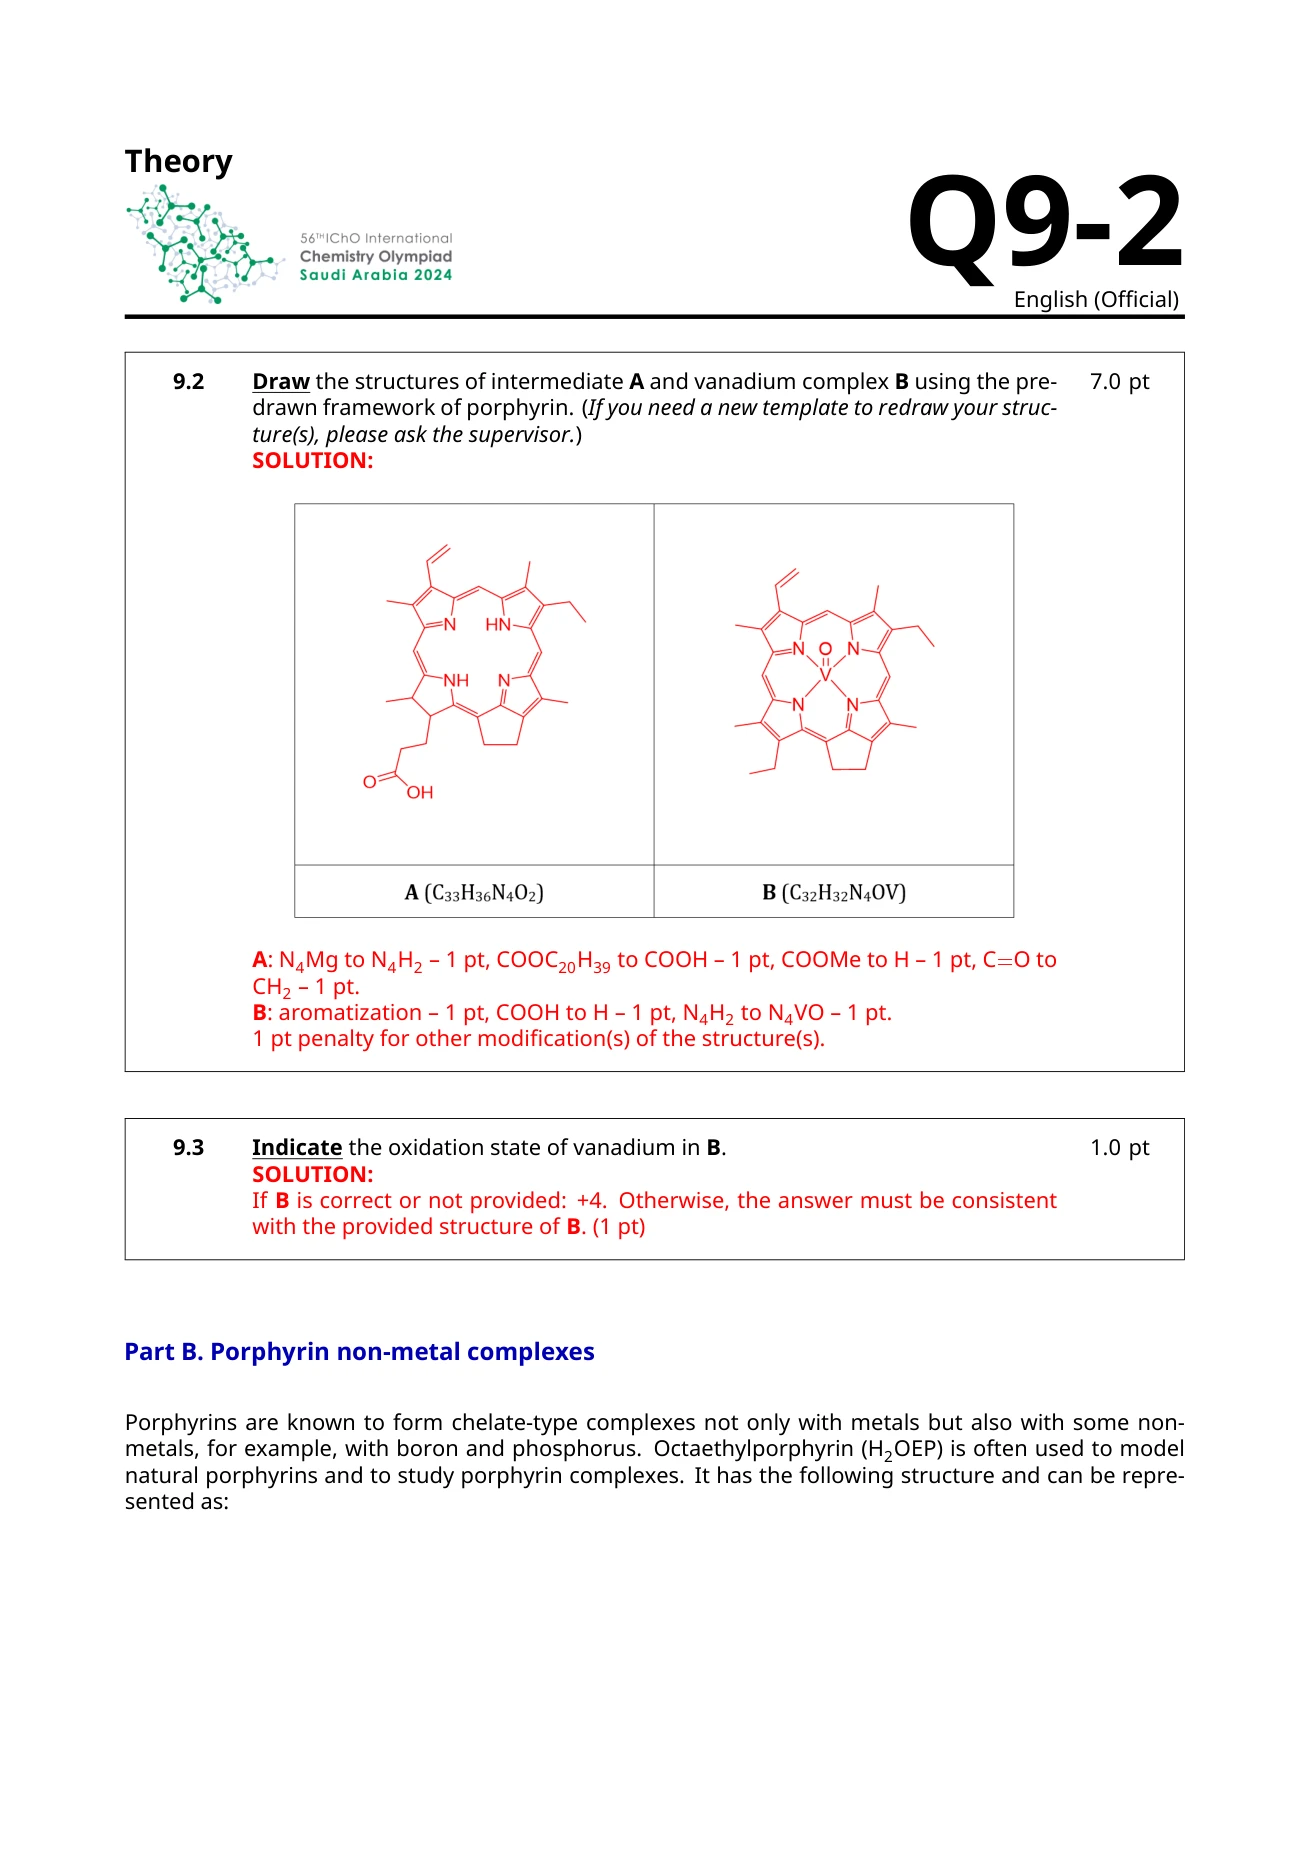 Theory
56ᵀᴴIChO International
Chemistry Olympiad
Saudi Arabia 2024
Q9-2
English (Official)
9.2 Draw the structures of intermediate A and vanadium complex B using the pre- 7.0 pt
drawn framework of porphyrin. (If you need a new template to redraw your struc-
ture(s), please ask the supervisor.)
SOLUTION:
N HN
NH N
O
OH
N O N
V
N N
A (C₃₃H₃₆N₄O₂) B (C₃₂H₃₂N₄OV)
A: N₄Mg to N₄H₂ – 1 pt, COOC₂₀H₃₉ to COOH – 1 pt, COOMe to H – 1 pt, C=O to
CH₂ – 1 pt.
B: aromatization – 1 pt, COOH to H – 1 pt, N₄H₂ to N₄VO – 1 pt.
1 pt penalty for other modification(s) of the structure(s).
9.3 Indicate the oxidation state of vanadium in B. 1.0 pt
SOLUTION:
If B is correct or not provided: +4. Otherwise, the answer must be consistent
with the provided structure of B. (1 pt)
Part B. Porphyrin non-metal complexes
Porphyrins are known to form chelate-type complexes not only with metals but also with some non-
metals, for example, with boron and phosphorus. Octaethylporphyrin (H₂OEP) is often used to model
natural porphyrins and to study porphyrin complexes. It has the following structure and can be repre-
sented as: